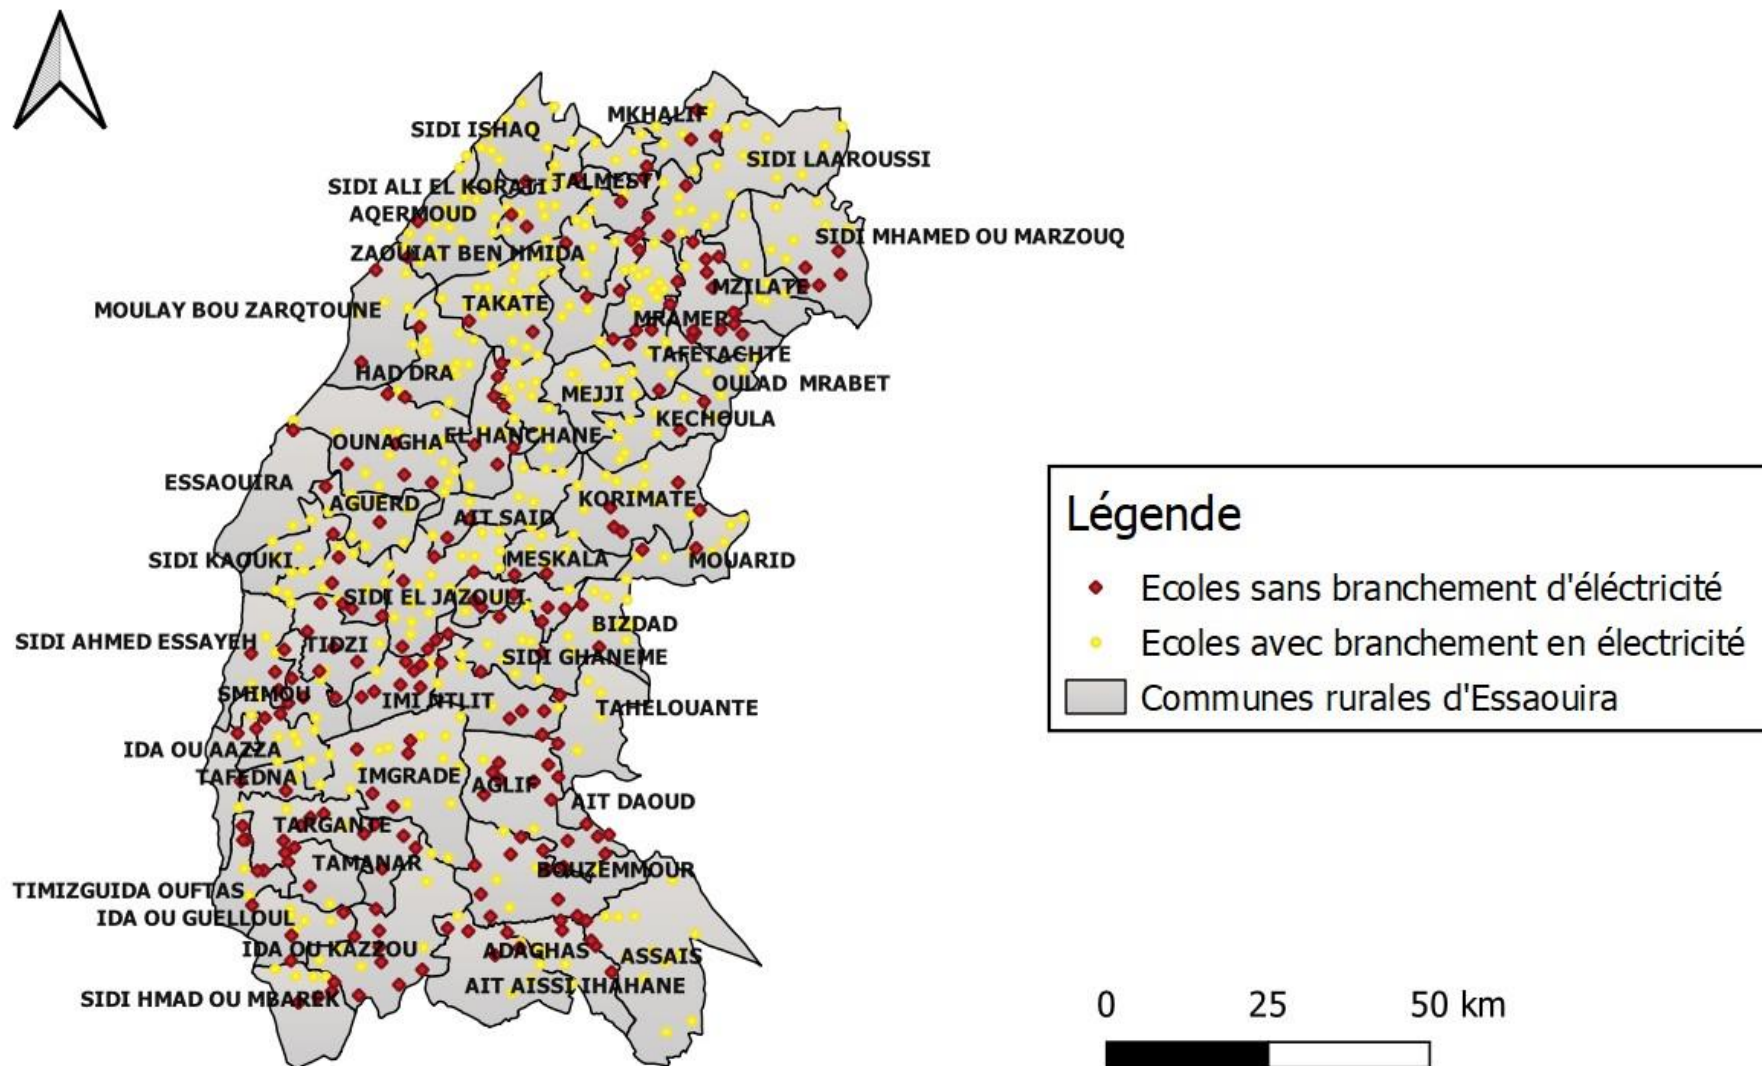 MKHALIF
SIDI ISHAQ
SIDI LAAROUSSI
SIDI ALI EL KORATI
TALMEST
AQERMOUD
SIDI MHAMED OU MARZOUQ
ZAOUIAT BEN HMIDA
MZILATE
MOULAY BOU ZARQTOUNE
TAKATE
MRAMER
TAFETACHTE
HAD DRA
OULAD MRABET
MEJJI
KECHOULA
OUNAGHA
EL HANCHANE
ESSAOUIRA
KORIMATE
AGUERD
AIT SAID
SIDI KAOUKI
MESKALA
MOUARID
SIDI EL JAZOULI
BIZDAD
SIDI AHMED ESSAYEH
TIDZI
SIDI GHANEME
SMIMOU
IMI NTLIT
TAHELOUANTE
IDA OU AAZZA
TAFEDNA
IMGRADE
AGLIF
AIT DAOUD
TARGANTE
TAMANAR
BOUZEMMOUR
TIMIZGUIDA OUFTAS
IDA OU GUELLOUL
IDA OU KAZZOU
ADAGHAS
ASSAIS
AIT AISSI IHAHANE
SIDI HMAD OU MBAREK
Légende
Ecoles sans branchement d'éléctricité
Ecoles avec branchement en électricité
Communes rurales d'Essaouira
0 25 50 km